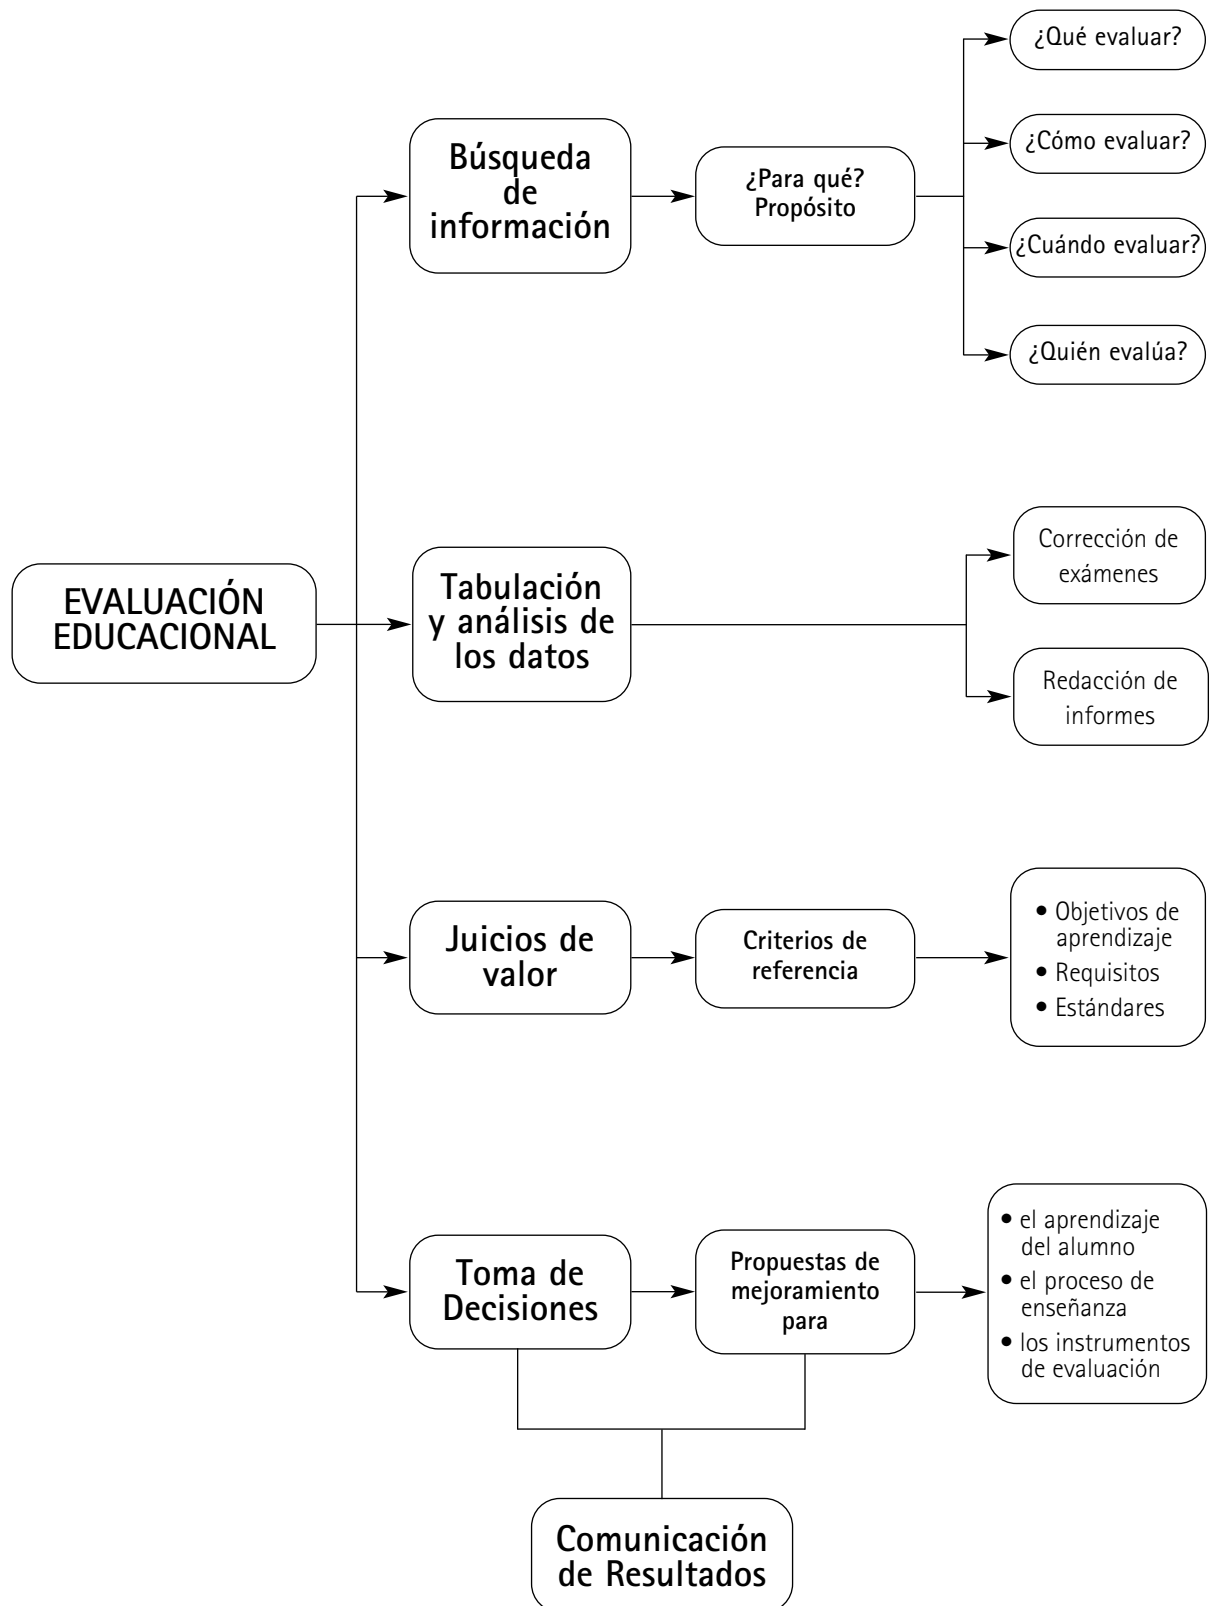 EVALUACIÓN
EDUCACIONAL
Búsqueda
de
información
¿Para qué?
Propósito
¿Qué evaluar?
¿Cómo evaluar?
¿Cuándo evaluar?
¿Quién evalúa?
Tabulación
y análisis de
los datos
Corrección de
exámenes
Redacción de
informes
Juicios de
valor
Criterios de
referencia
• Objetivos de
aprendizaje
• Requisitos
• Estándares
Toma de
Decisiones
Propuestas de
mejoramiento
para
• el aprendizaje
del alumno
• el proceso de
enseñanza
• los instrumentos
de evaluación
Comunicación
de Resultados